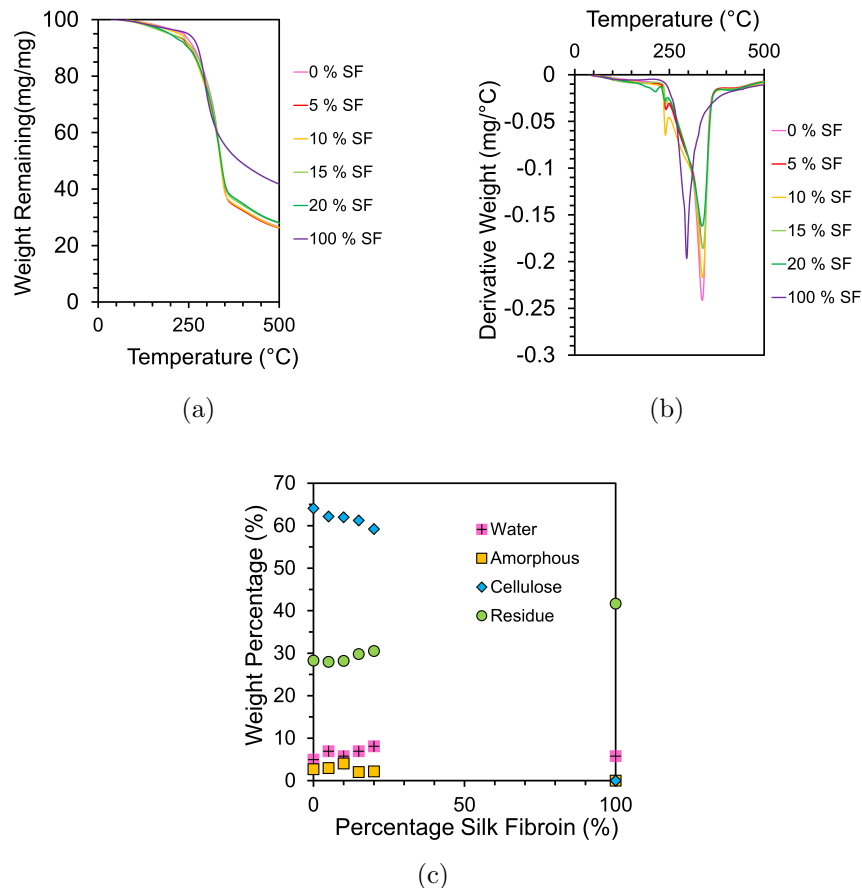 100
80
60
40
20
0
0
250
500
Weight Remaining(mg/mg)
Temperature (°C)
0 % SF
5 % SF
10 % SF
15 % SF
20 % SF
100 % SF
(a)
Temperature (°C)
0
250
500
0
-0.05
-0.1
-0.15
-0.2
-0.25
-0.3
Derivative Weight (mg/°C)
0 % SF
5 % SF
10 % SF
15 % SF
20 % SF
100 % SF
(b)
70
60
50
40
30
20
10
0
0
50
100
Weight Percentage (%)
Percentage Silk Fibroin (%)
Water
Amorphous
Cellulose
Residue
(c)